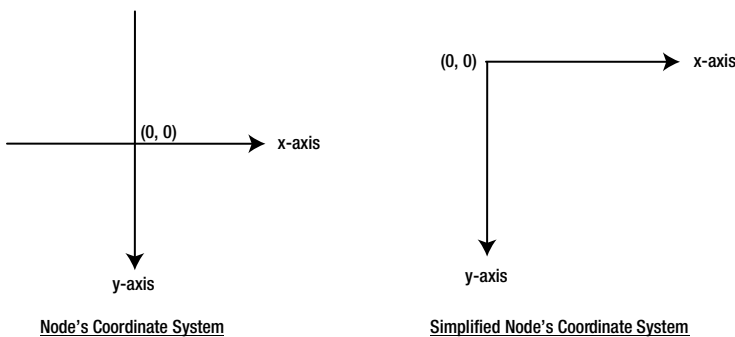 (0, 0)
x-axis
y-axis
Node's Coordinate System
(0, 0)
x-axis
y-axis
Simplified Node's Coordinate System